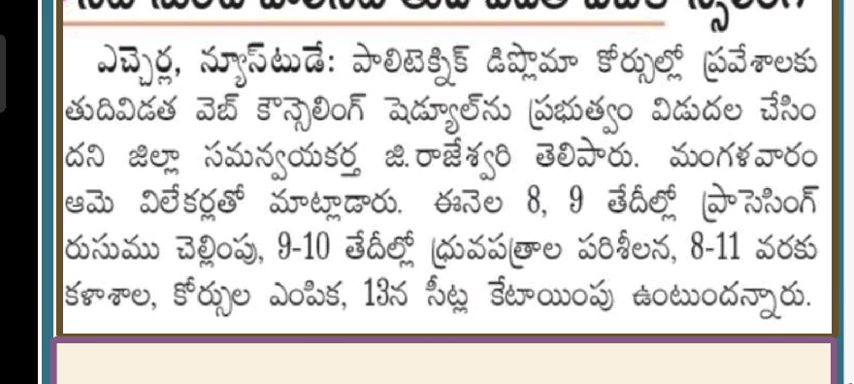 ఎచ్చెర్ల, న్యూస్‌టుడే: పాలిటెక్నిక్ డిప్లొమా కోర్సుల్లో ప్రవేశాలకు
తుదివిడత వెబ్ కౌన్సెలింగ్ షెడ్యూల్‌ను ప్రభుత్వం విడుదల చేసిం
దని జిల్లా సమన్వయకర్త జి.రాజేశ్వరి తెలిపారు. మంగళవారం
ఆమె విలేకర్లతో మాట్లాడారు. ఈనెల 8, 9 తేదీల్లో ప్రాసెసింగ్
రుసుము చెల్లింపు, 9-10 తేదీల్లో ధ్రువపత్రాల పరిశీలన, 8-11 వరకు
కళాశాల, కోర్సుల ఎంపిక, 13న సీట్ల కేటాయింపు ఉంటుందన్నారు.